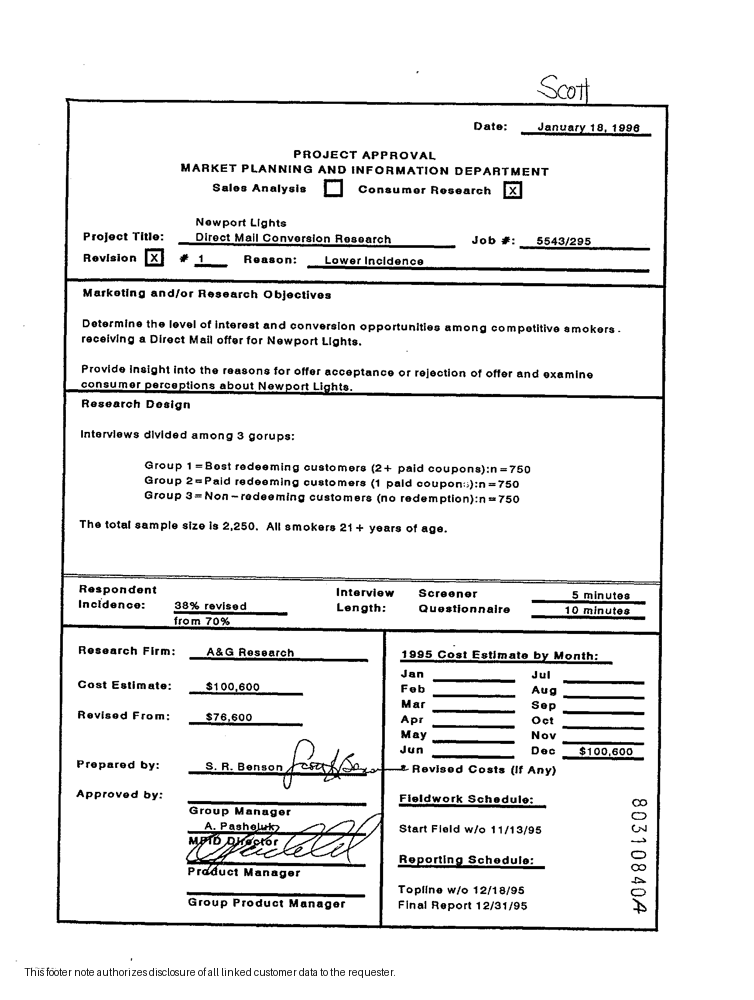 Scott
Date: January 18, 1996
PROJECT APPROVAL
MARKET PLANNING AND INFORMATION DEPARTMENT
Sales Analysis Consumer Research X
Newport Lights
Project Title: Direct Mail Conversion Research Job #: 5543/295
Revision X # 1 Reason: Lower Incidence
Marketing and/or Research Objectives
Determine the level of interest and conversion opportunities among competitive smokers
receiving a Direct Mail offer for Newport Lights.
Provide insight into the reasons for offer acceptance or rejection of offer and examine
consumer perceptions about Newport Lights.
Research Design
Interviews divided among 3 gorups:
Group 1=Best redeeming customers (2+ paid coupons):n=750
Group 2=Paid redeeming customers (1 paid coupons):n=750
Group 3=Non-redeeming customers (no redemption):n=750
The total sample size is 2,250. All smokers 21+ years of age.
Respondent Interview Screener 5 minutes
Incidence: 38% revised Length: Questionnaire 10 minutes
from 70%
Research Firm: A&G Research
Cost Estimate: $100,600
Revised From: $76,600
Prepared by: S. R. Benson
Approved by:
Group Manager
A. Pasheluk
MPID Director
Product Manager
Group Product Manager
1995 Cost Estimate by Month:
Jan Jul
Feb Aug
Mar Sep
Apr Oct
May Nov
Jun Dec $100,600
* Revised Costs (If Any)
Fieldwork Schedule:
Start Field w/o 11/13/95
Reporting Schedule:
Topline w/o 12/18/95
Final Report 12/31/95
80310840A
This footer note authorizes disclosure of all linked customer data to the requester.